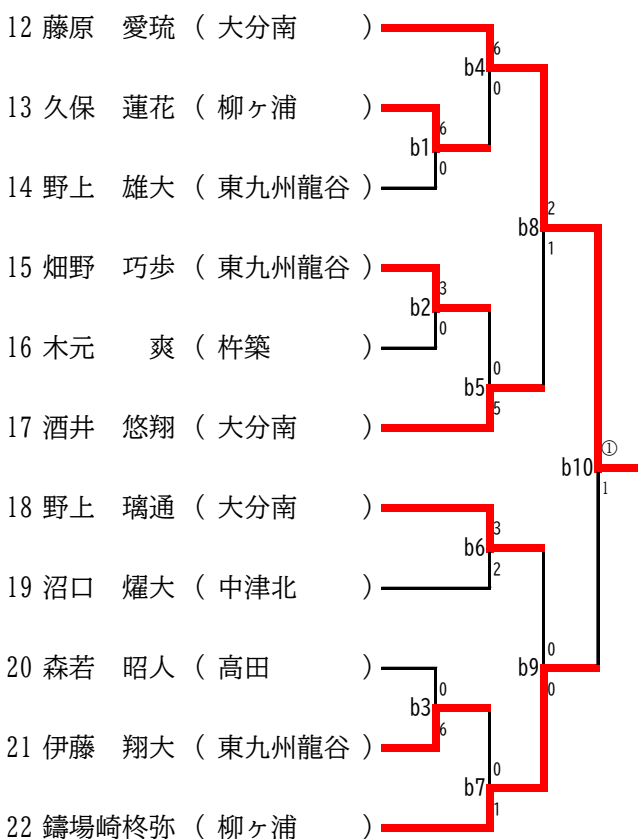 12 藤原　愛琉 ( 大分南 )
6
b4
0
13 久保　蓮花 ( 柳ヶ浦 )
6
b1
0
14 野上　雄大 ( 東九州龍谷 )
2
b8
1
15 畑野　巧歩 ( 東九州龍谷 )
3
b2
0
16 木元　爽 ( 杵築 )
0
b5
5
17 酒井　悠翔 ( 大分南 )
①
b10
1
18 野上　璃通 ( 大分南 )
3
b6
2
19 沼口　燿大 ( 中津北 )
20 森若　昭人 ( 高田 )
0
b9
0
0
b3
6
21 伊藤　翔大 ( 東九州龍谷 )
0
b7
1
22 鑄場崎柊弥 ( 柳ヶ浦 )